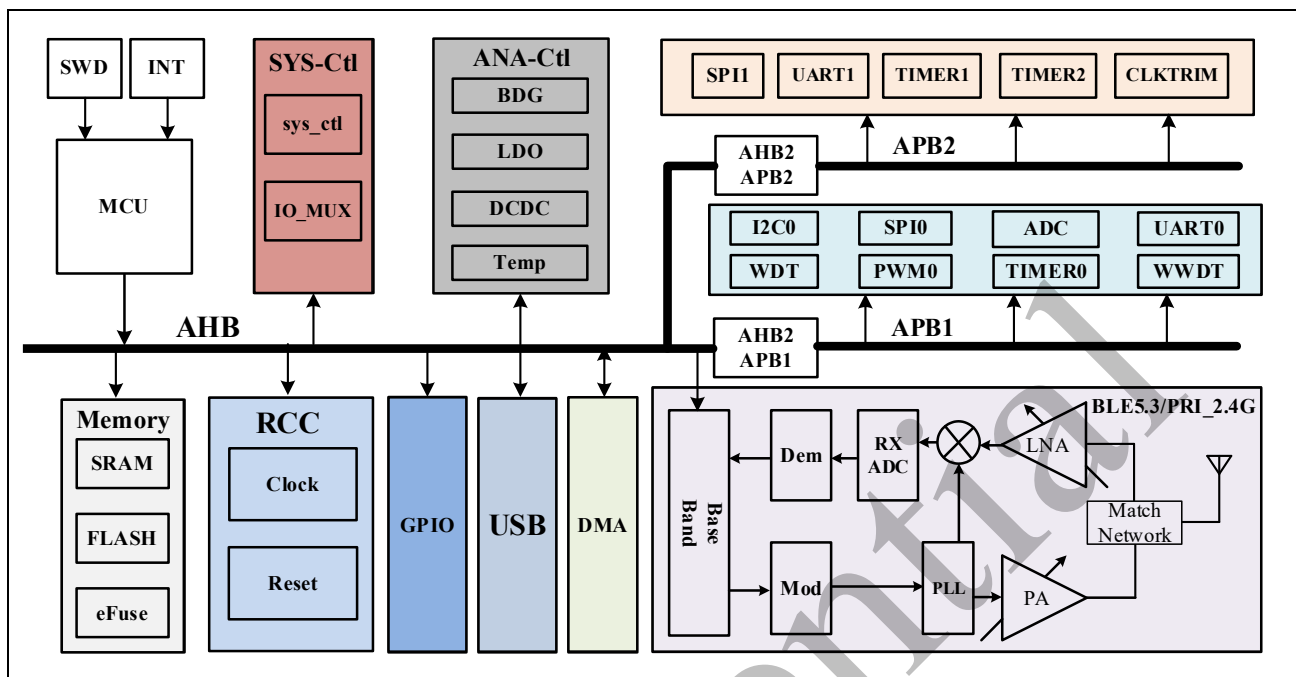 SWD
INT
MCU
SYS-Ctl
sys_ctl
IO_MUX
ANA-Ctl
BDG
LDO
DCDC
Temp
SPI1
UART1
TIMER1
TIMER2
CLKTRIM
AHB2
APB2
APB2
I2C0
SPI0
ADC
UART0
WDT
PWM0
TIMER0
WWDT
AHB
AHB2
APB1
APB1
Memory
SRAM
FLASH
eFuse
RCC
Clock
Reset
GPIO
USB
DMA
BLE5.3/PRI_2.4G
Base
Band
Dem
RX
ADC
LNA
Match
Network
Mod
PLL
PA